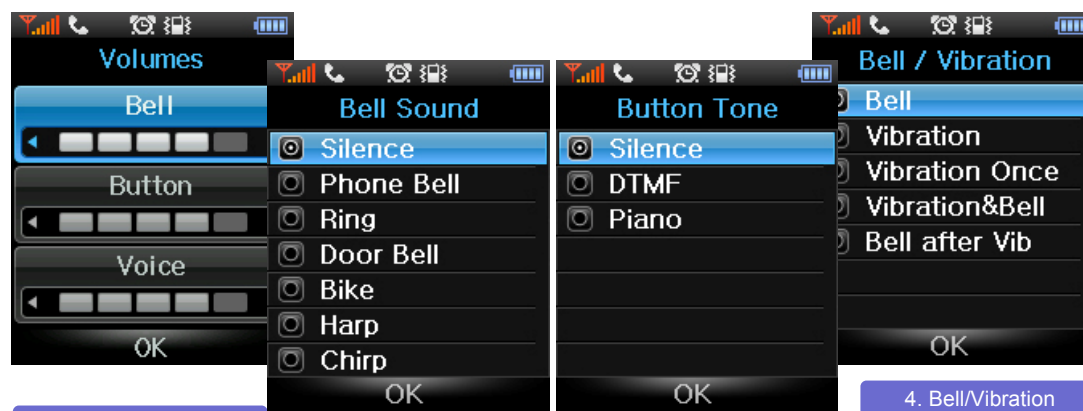 Volumes
Bell
Button
Voice
OK
Bell Sound
Silence
Phone Bell
Ring
Door Bell
Bike
Harp
Chirp
OK
Button Tone
Silence
DTMF
Piano
OK
Bell / Vibration
Bell
Vibration
Vibration Once
Vibration&Bell
Bell after Vib
OK
4. Bell/Vibration